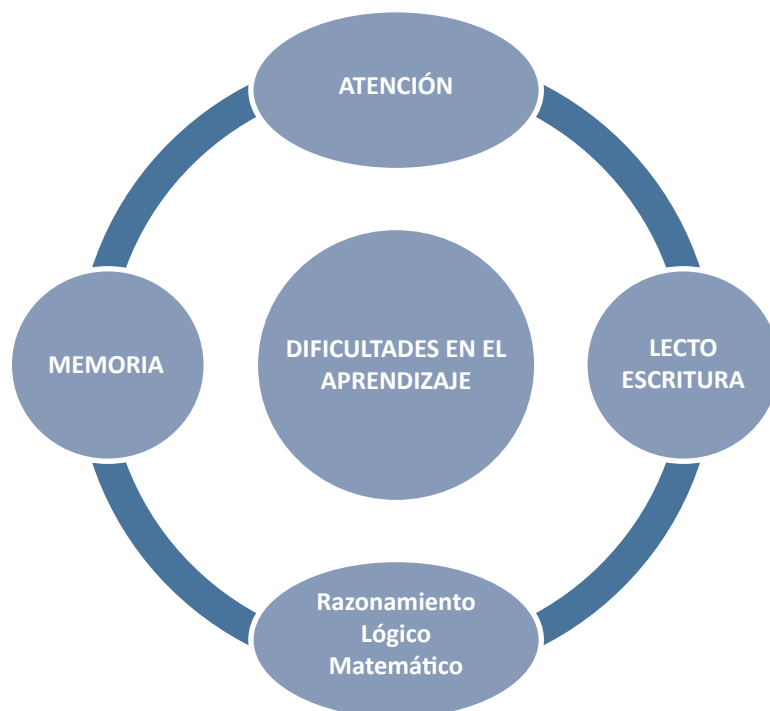 ATENCIÓN
MEMORIA
DIFICULTADES EN EL
APRENDIZAJE
LECTO
ESCRITURA
Razonamiento
Lógico
Matemático